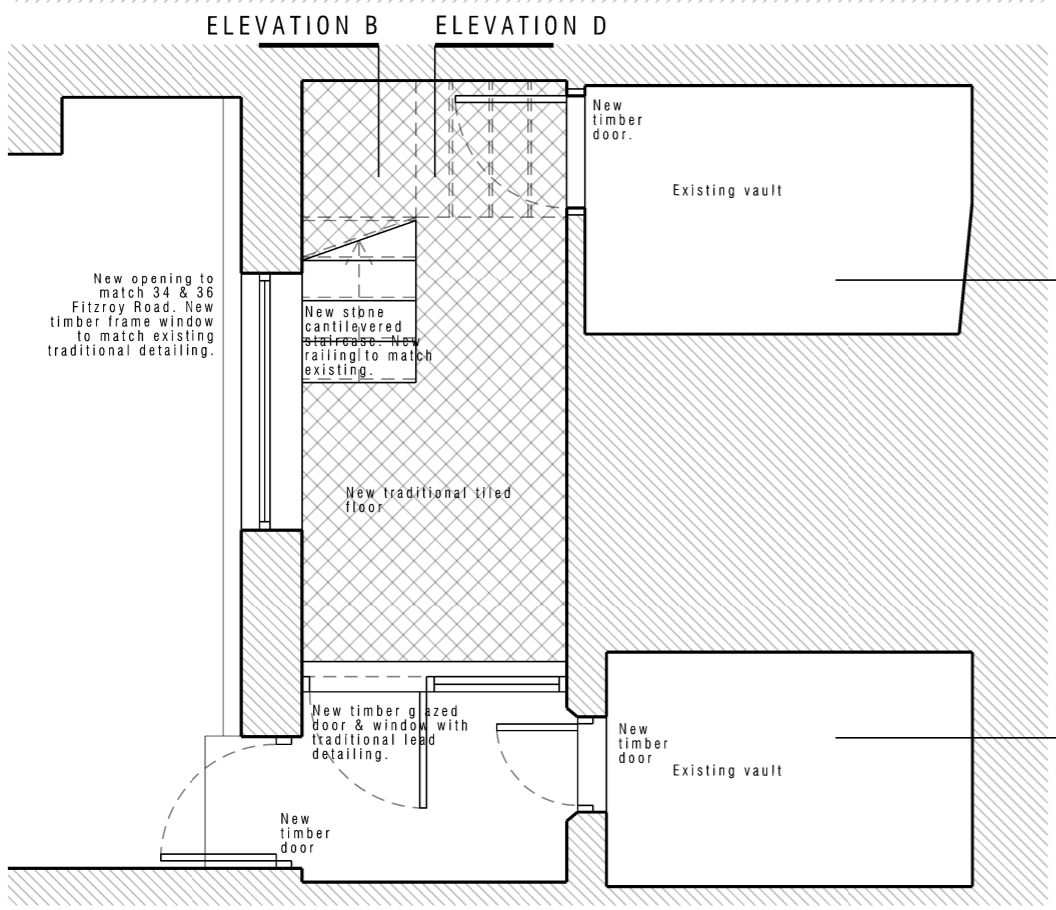 ELEVATION B
ELEVATION D
New
timber
door.
Existing vault
New opening to
match 34 & 36
Fitzroy Road. New
timber frame window
to match existing
traditional detailing.
New stone
cantilevered
staircase. New
railing to match
existing.
New traditional tiled
floor
New timber glazed
door & window with
traditional lead
detailing.
New
timber
door
Existing vault
New
timber
door